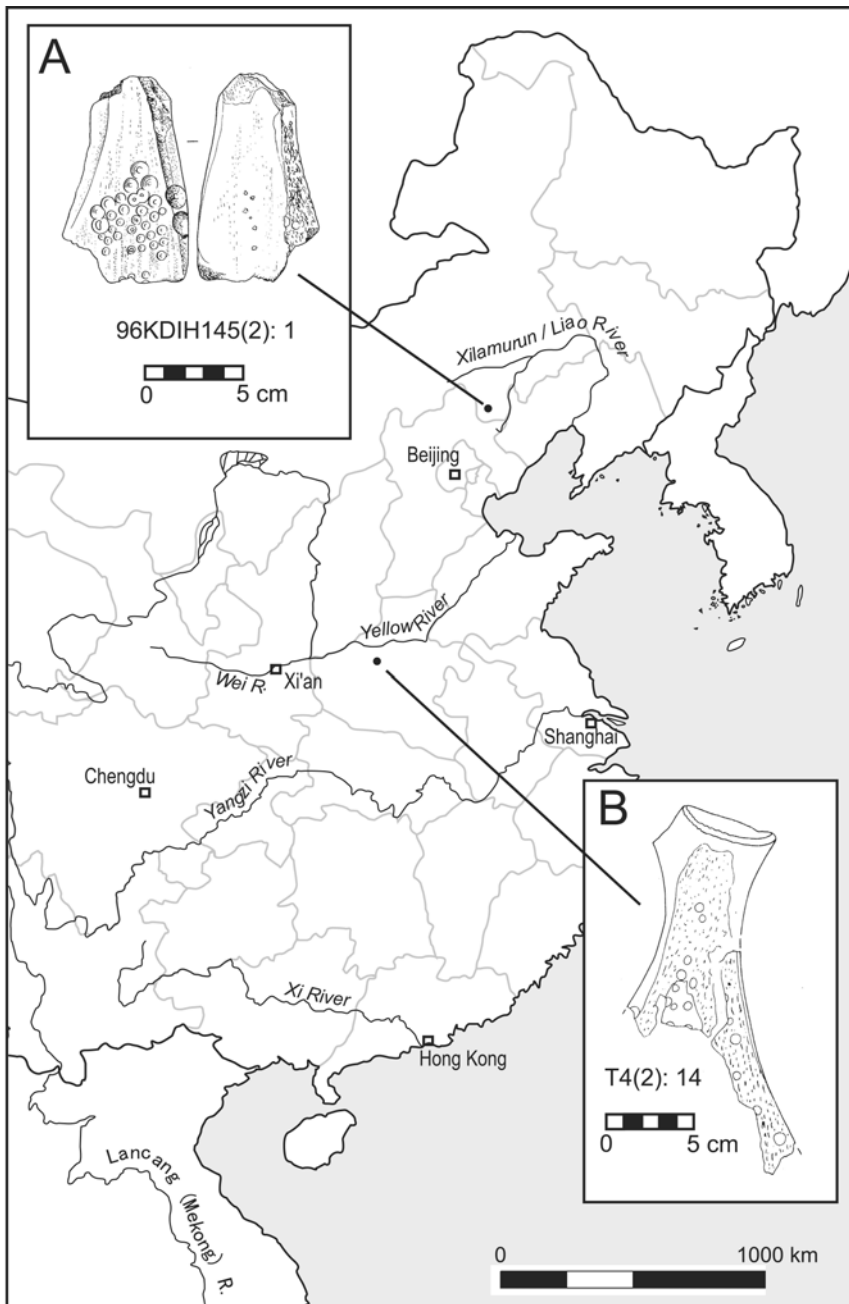 A
96KDIH145(2): 1
0 5 cm
Xilamurun / Liao River
Beijing
Yellow River
Wei R.
Xi'an
Shanghai
Chengdu
Yangzi River
B
Xi River
Hong Kong
T4(2): 14
0 5 cm
Lancang (Mekong) R.
0 1000 km